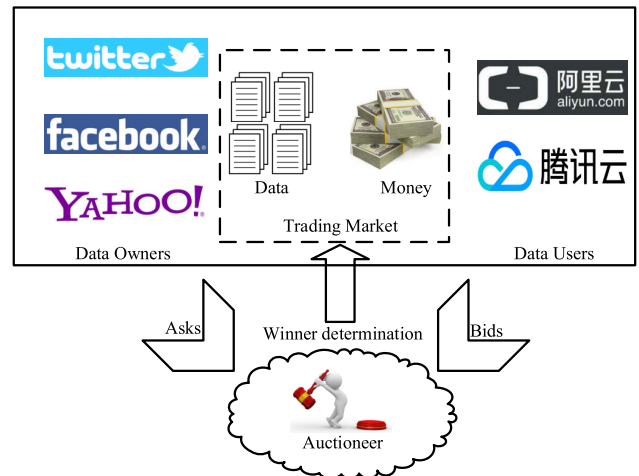 twitter
facebook.
YAHOO!
Data Owners
Data
Money
Trading Market
阿里云
aliyun.com
腾讯云
Data Users
Asks
Winner determination
Bids
Auctioneer